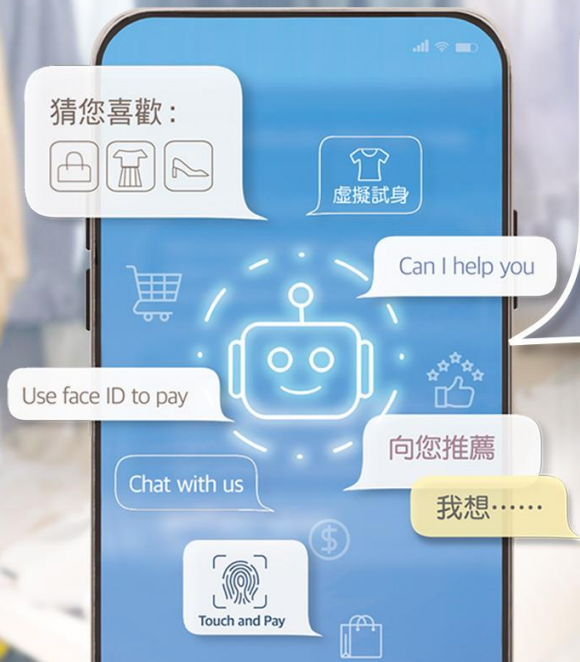 猜您喜歡：
虛擬試身
Can I help you
Use face ID to pay
向您推薦
Chat with us
我想⋯⋯
$
Touch and Pay